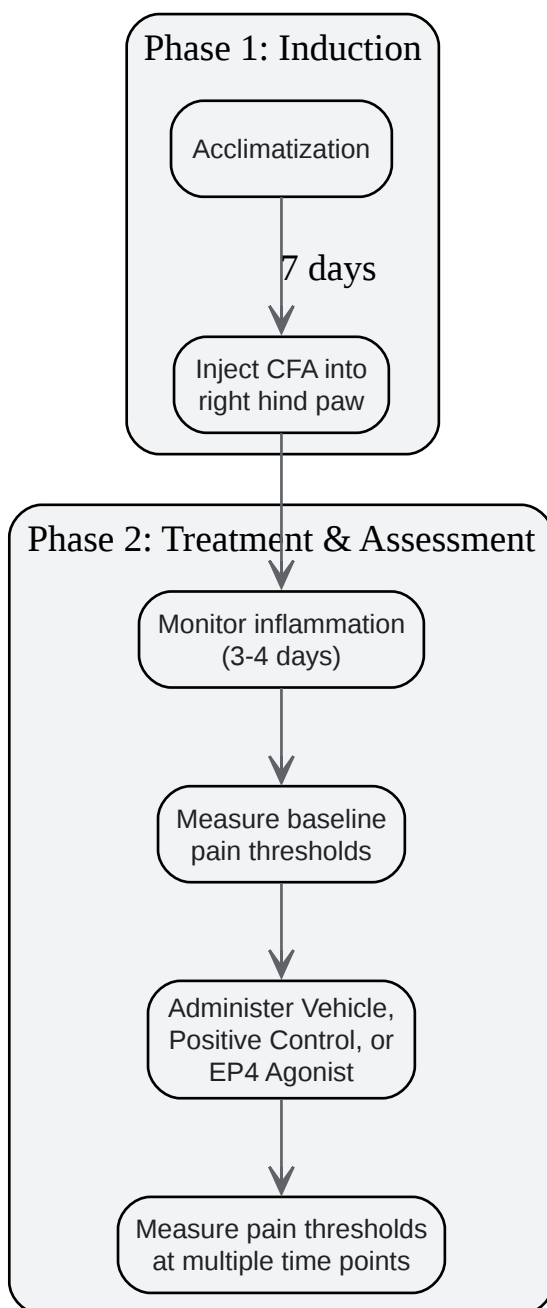 Phase 1: Induction
Acclimatization
7 days
Inject CFA into
right hind paw
Phase 2: Treatment & Assessment
Monitor inflammation
(3-4 days)
Measure baseline
pain thresholds
Administer Vehicle,
Positive Control, or
EP4 Agonist
Measure pain thresholds
at multiple time points